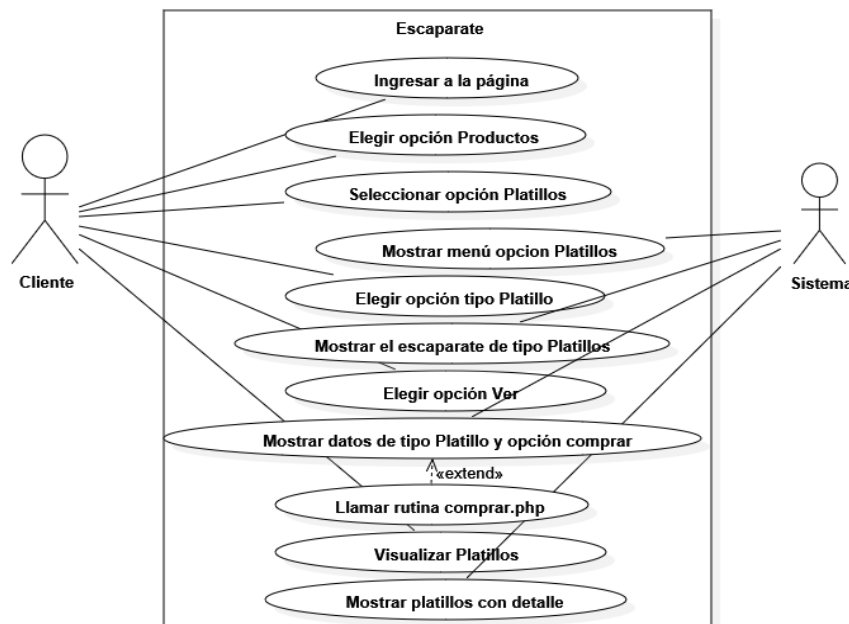 Escaparate
Ingresar a la página
Elegir opción Productos
Seleccionar opción Platillos
Mostrar menú opcion Platillos
Cliente
Sistema
Elegir opción tipo Platillo
Mostrar el escaparate de tipo Platillos
Elegir opción Ver
Mostrar datos de tipo Platillo y opción comprar
«extend»
Llamar rutina comprar.php
Visualizar Platillos
Mostrar platillos con detalle